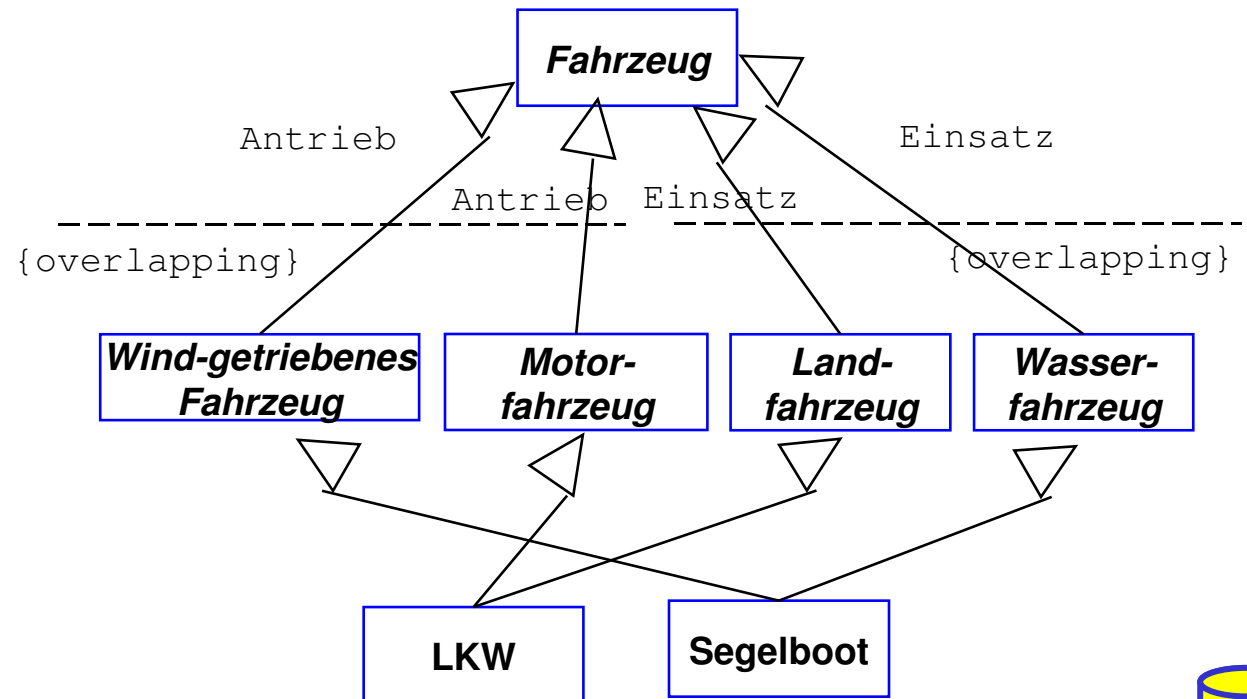 Fahrzeug
Antrieb
Einsatz
Antrieb
Einsatz
{overlapping}
{overlapping}
Wind-getriebenes
Fahrzeug
Motor-
fahrzeug
Land-
fahrzeug
Wasser-
fahrzeug
LKW
Segelboot